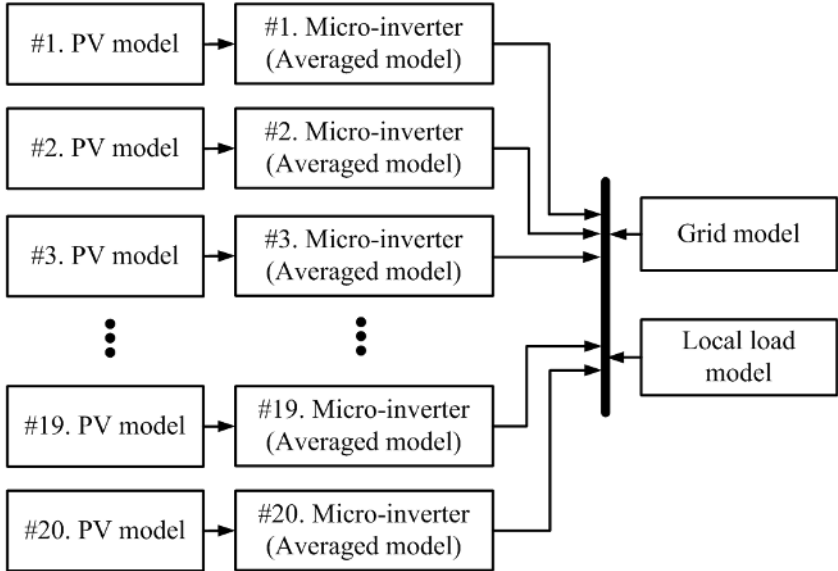 #1. PV model
#1. Micro-inverter
(Averaged model)
#2. PV model
#2. Micro-inverter
(Averaged model)
#3. PV model
#3. Micro-inverter
(Averaged model)
Grid model
Local load
model
#19. PV model
#19. Micro-inverter
(Averaged model)
#20. PV model
#20. Micro-inverter
(Averaged model)